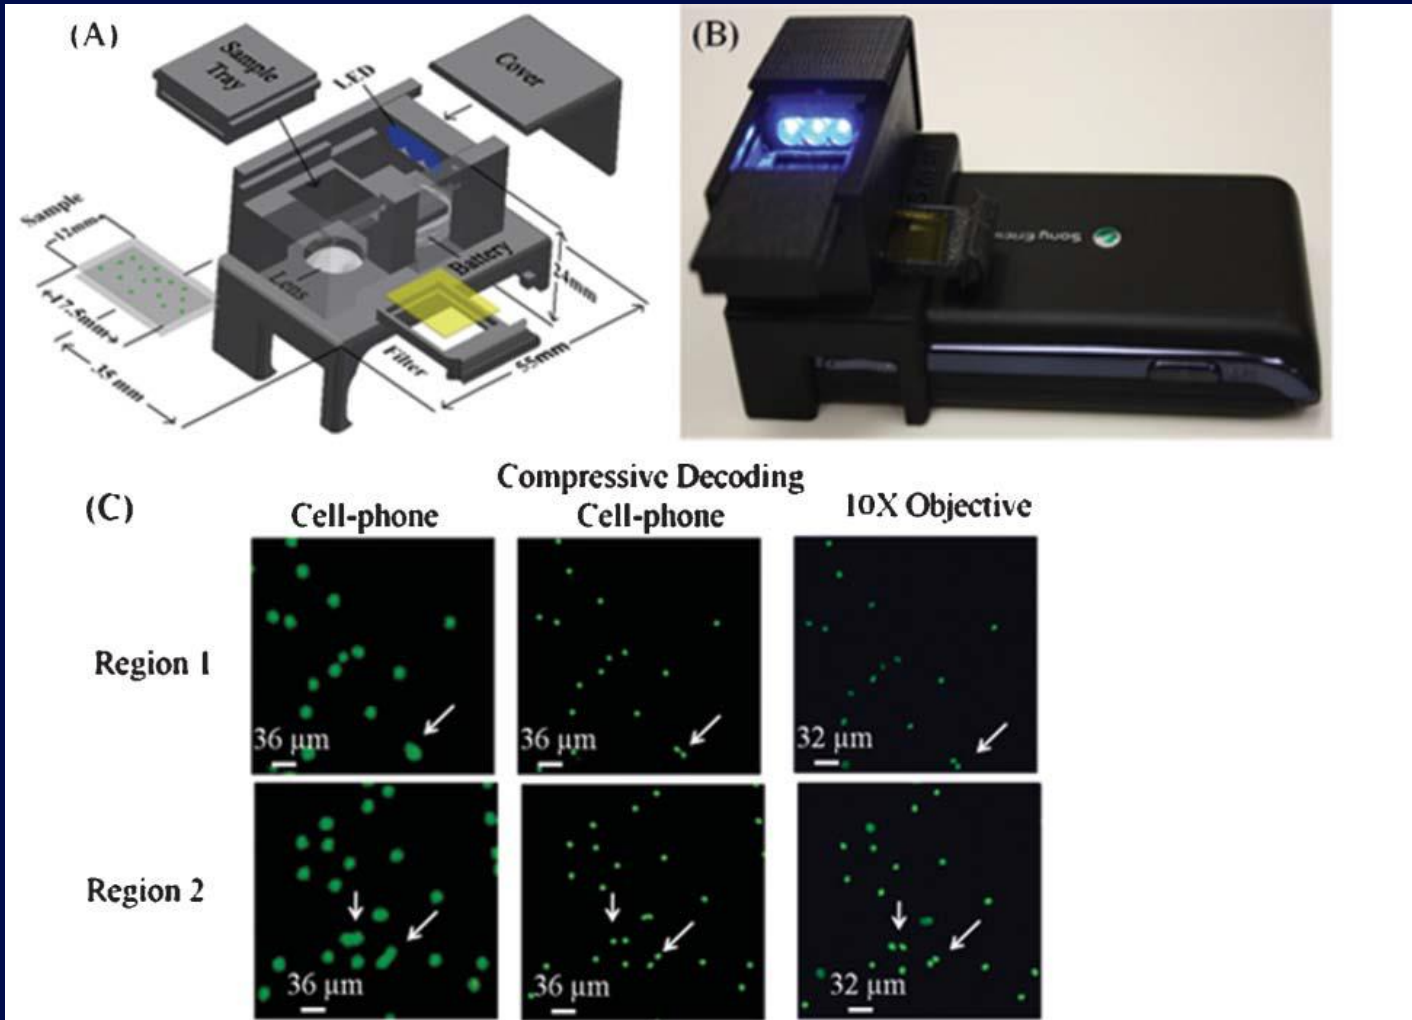 (A)
Sample
Tray
LED
Cover
Sample
12mm
17.5mm
35 mm
Lens
Battery
24mm
Filter
55mm
(B)
Sony Erics
(C)
Cell-phone
Compressive Decoding
Cell-phone
10X Objective
Region 1
36 μm
36 μm
32 μm
Region 2
36 μm
36 μm
32 μm